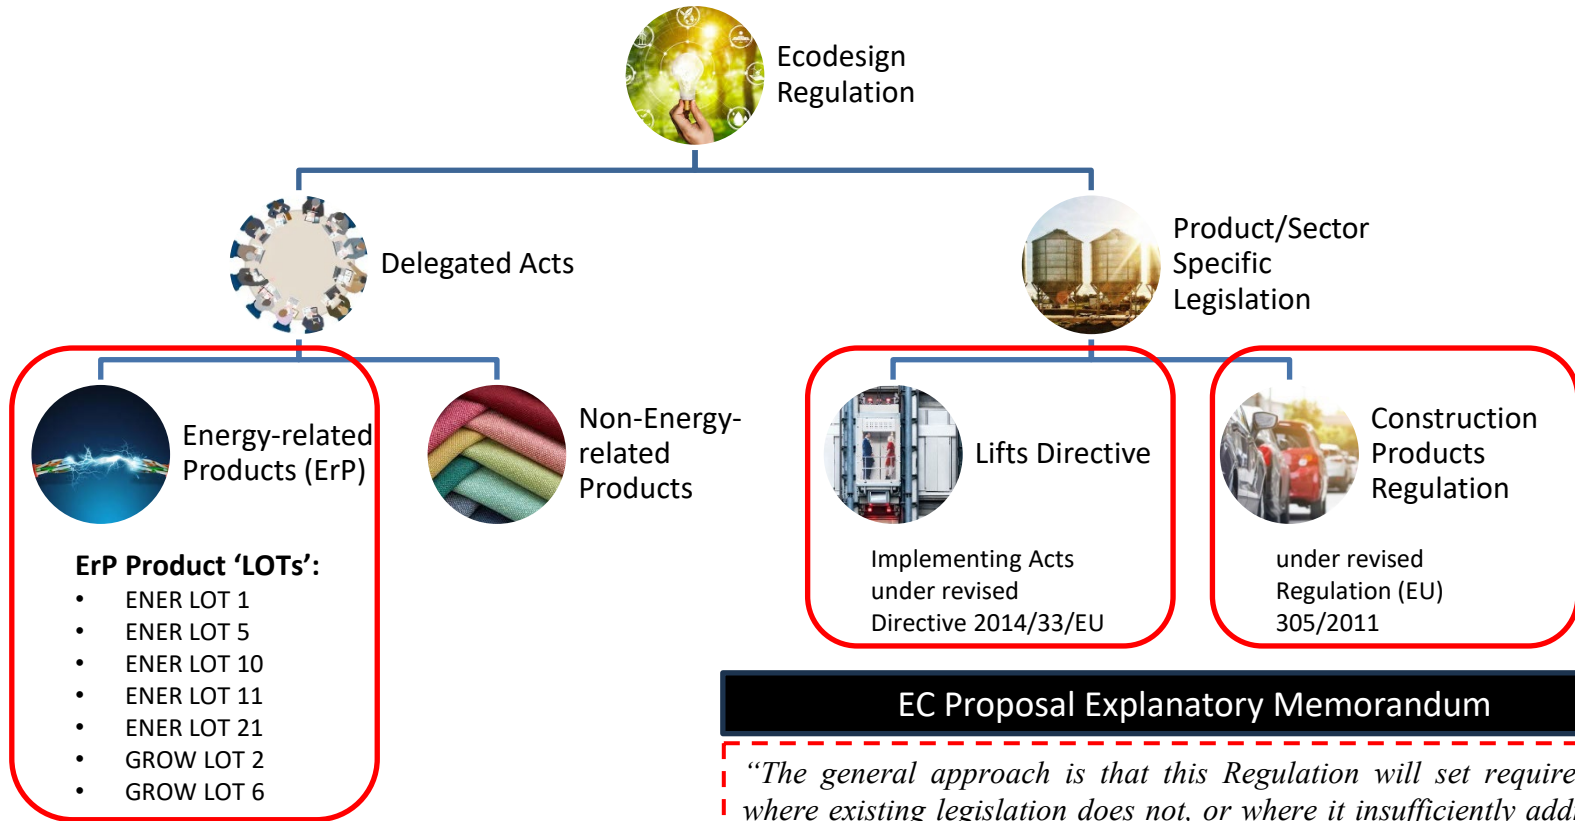 Ecodesign
Regulation
Delegated Acts
Product/Sector
Specific
Legislation
Energy-related
Products (ErP)
Non-Energy-
related
Products
Lifts Directive
Construction
Products
Regulation
ErP Product ‘LOTs’:
• ENER LOT 1
• ENER LOT 5
• ENER LOT 10
• ENER LOT 11
• ENER LOT 21
• GROW LOT 2
• GROW LOT 6
Implementing Acts
under revised
Directive 2014/33/EU
under revised
Regulation (EU)
305/2011
EC Proposal Explanatory Memorandum
“The general approach is that this Regulation will set require
where existing legislation does not, or where it insufficiently add